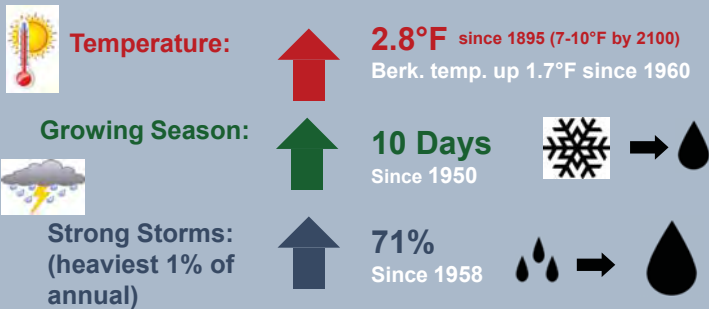 Temperature:
2.8°F since 1895 (7-10°F by 2100)
Berk. temp. up 1.7°F since 1960
Growing Season:
10 Days
Since 1950
Strong Storms:
(heaviest 1% of
annual)
71%
Since 1958